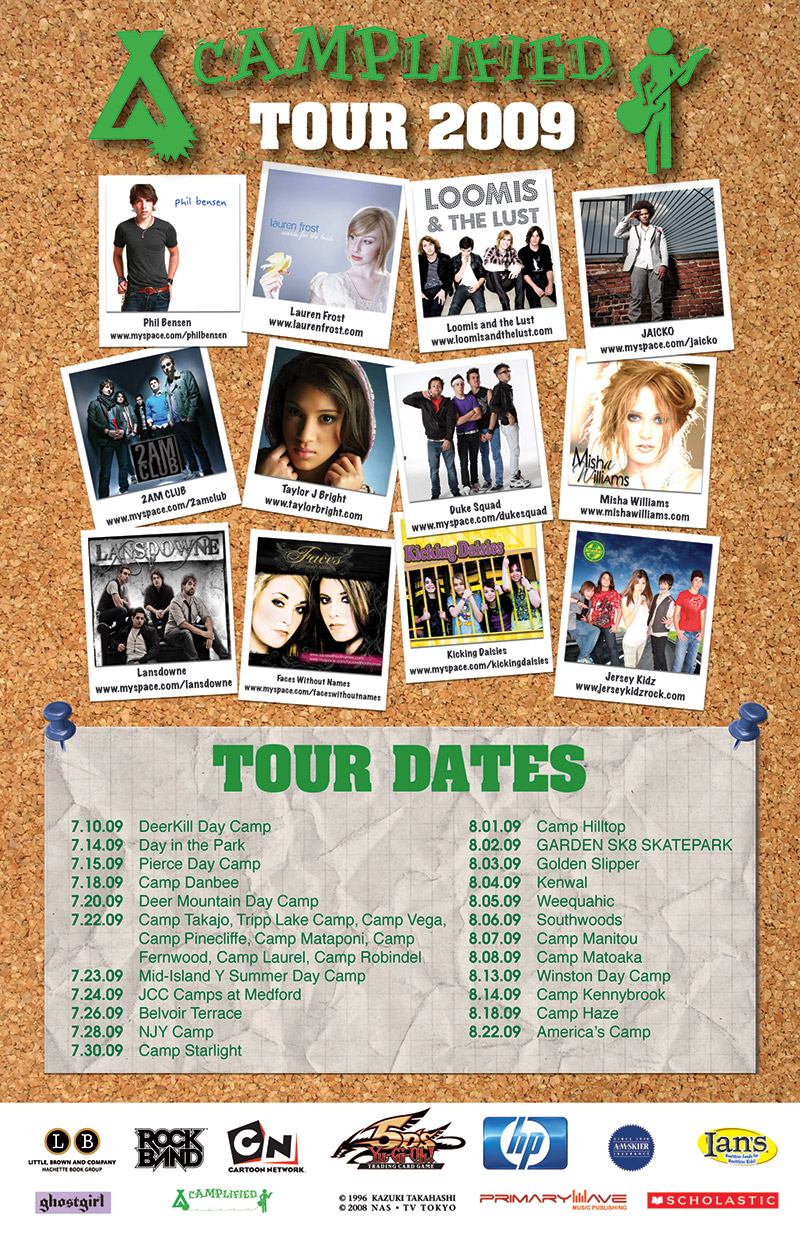 CAMPLIFIED
TOUR 2009
phil bensen
Phil Bensen
www.myspace.com/philbensen
lauren frost
Lauren Frost
www.laurenfrost.com
LOOMIS
& THE LUST
Loomis and the Lust
www.loomisandthelust.com
JAICKO
www.myspace.com/jaicko
2AM
CLUB
2AM CLUB
www.myspace.com/2amclub
Taylor J Bright
www.taylorbright.com
Duke Squad
www.myspace.com/dukesquad
Misha
Williams
Misha Williams
www.mishawilliams.com
LANSDOWNE
Lansdowne
www.myspace.com/lansdowne
Faces
Faces Without Names
www.myspace.com/faceswithoutnames
Kicking Daisies
Kicking Daisies
www.myspace.com/kickingdaisies
Jersey Kidz
www.jerseykidzrock.com
TOUR DATES
7.10.09 DeerKill Day Camp
7.14.09 Day in the Park
7.15.09 Pierce Day Camp
7.18.09 Camp Danbee
7.20.09 Deer Mountain Day Camp
7.22.09 Camp Takajo, Tripp Lake Camp, Camp Vega,
Camp Pinecliffe, Camp Mataponi, Camp
Fernwood, Camp Laurel, Camp Robindel
7.23.09 Mid-Island Y Summer Day Camp
7.24.09 JCC Camps at Medford
7.26.09 Belvoir Terrace
7.28.09 NJY Camp
7.30.09 Camp Starlight
8.01.09 Camp Hilltop
8.02.09 GARDEN SK8 SKATEPARK
8.03.09 Golden Slipper
8.04.09 Kenwal
8.05.09 Weequahic
8.06.09 Southwoods
8.07.09 Camp Manitou
8.08.09 Camp Matoaka
8.13.09 Winston Day Camp
8.14.09 Camp Kennybrook
8.18.09 Camp Haze
8.22.09 America's Camp
L B
LITTLE, BROWN AND COMPANY
HACHETTE BOOK GROUP
ROCK
BAND
CN
CARTOON NETWORK
5D's
Yu-Gi-Oh!
TRADING CARD GAME
hp
SINCE 1920
A·M·SKIER
INSURANCE
Ian's
Healthier Foods for
Healthier Kids!
ghostgirl
CAMPLIFIED
© 1996 KAZUKI TAKAHASHI
© 2008 NAS • TV TOKYO
PRIMARY WAVE
MUSIC PUBLISHING
SCHOLASTIC